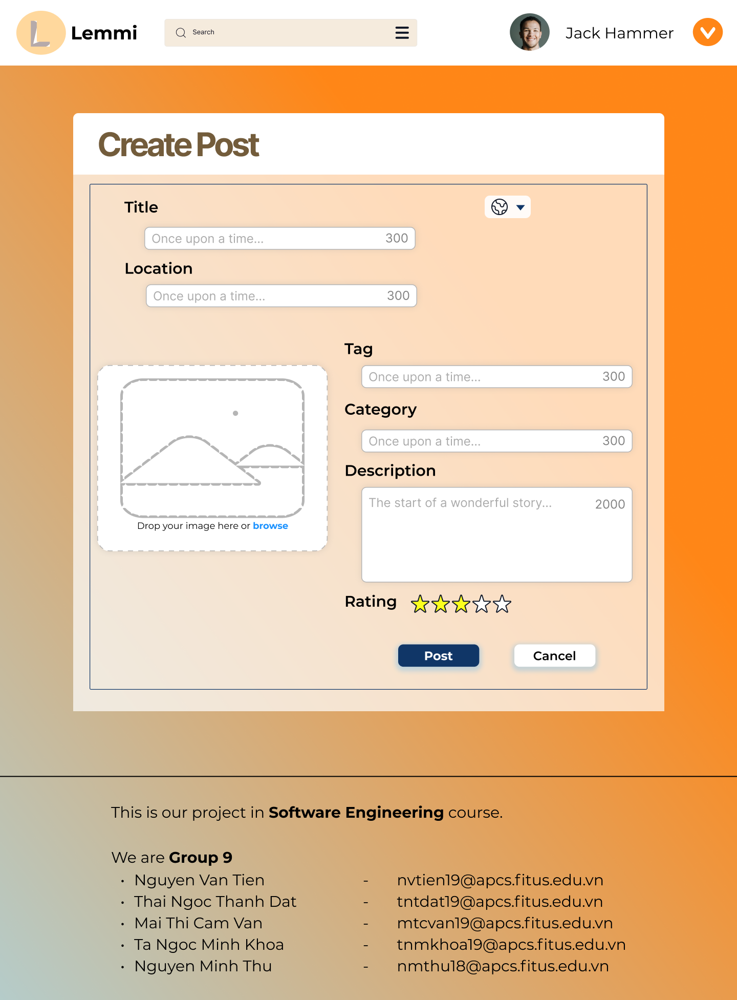 L Lemmi
Search
Jack Hammer
Create Post
Title
Once upon a time... 300
Location
Once upon a time... 300
Tag
Once upon a time... 300
Category
Once upon a time... 300
Description
The start of a wonderful story... 2000
Drop your image here or browse
Rating
Post Cancel
This is our project in Software Engineering course.
We are Group 9
• Nguyen Van Tien - nvtien19@apcs.fitus.edu.vn
• Thai Ngoc Thanh Dat - tntdat19@apcs.fitus.edu.vn
• Mai Thi Cam Van - mtcvan19@apcs.fitus.edu.vn
• Ta Ngoc Minh Khoa - tnmkhoa19@apcs.fitus.edu.vn
• Nguyen Minh Thu - nmthu18@apcs.fitus.edu.vn